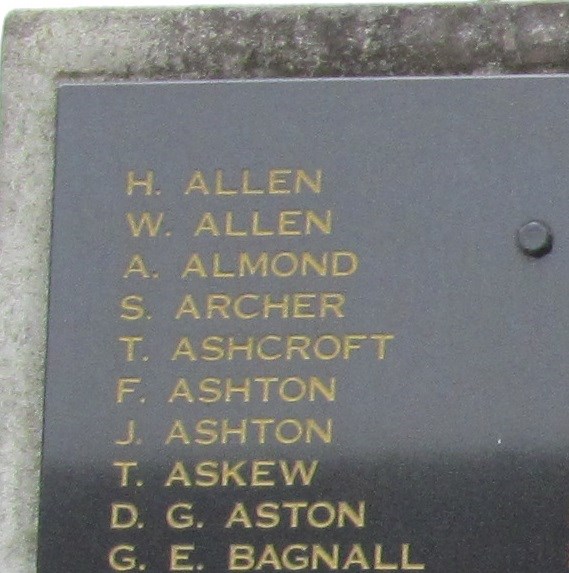 H. ALLEN
W. ALLEN
A. ALMOND
S. ARCHER
T. ASHCROFT
F. ASHTON
J. ASHTON
T. ASKEW
D. G. ASTON
G. E. BAGNALL